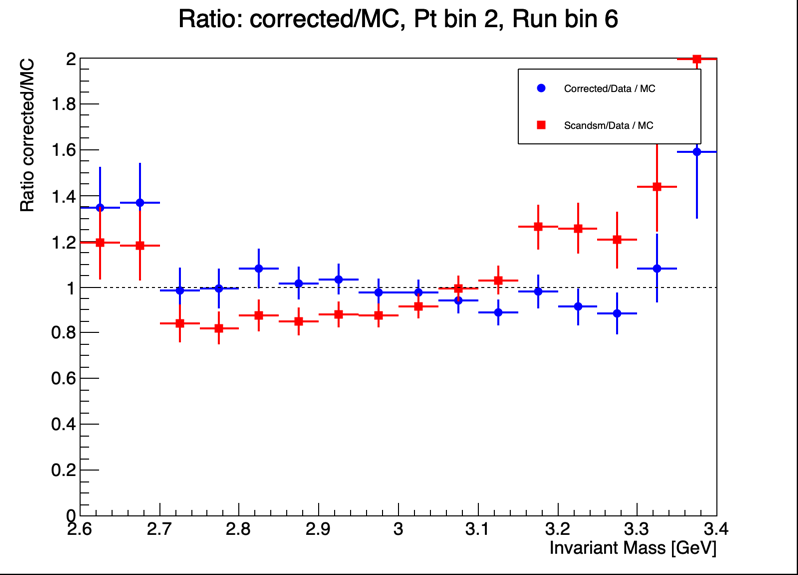 Ratio: corrected/MC, Pt bin 2, Run bin 6
Ratio corrected/MC
2
1.8
1.6
1.4
1.2
1
0.8
0.6
0.4
0.2
0
Corrected/Data / MC
Scandsm/Data / MC
2.6 2.7 2.8 2.9 3 3.1 3.2 3.3 3.4
Invariant Mass [GeV]